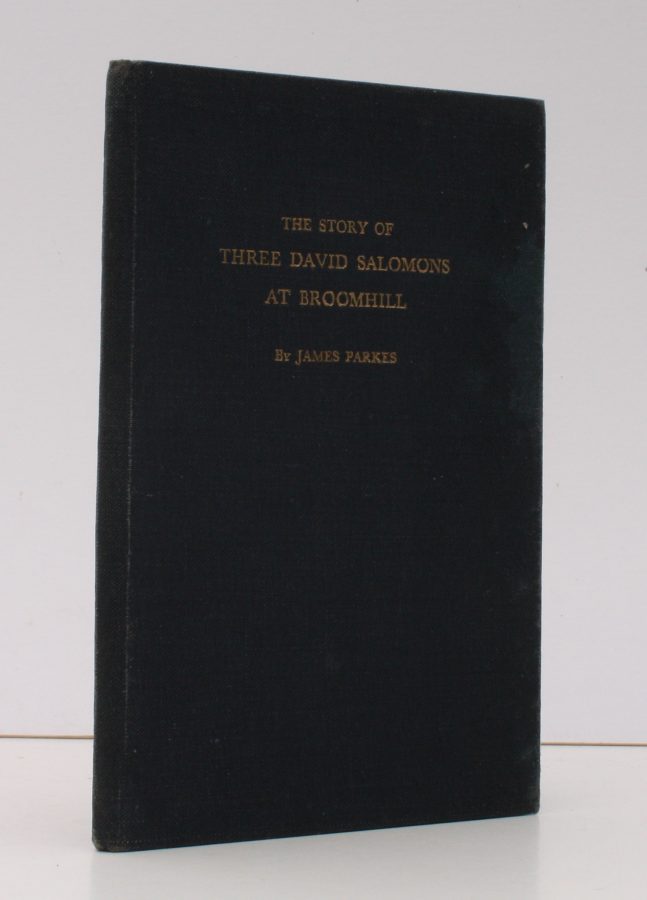 THE STORY OF
THREE DAVID SALOMONS
AT BROOMHILL
By JAMES PARKES